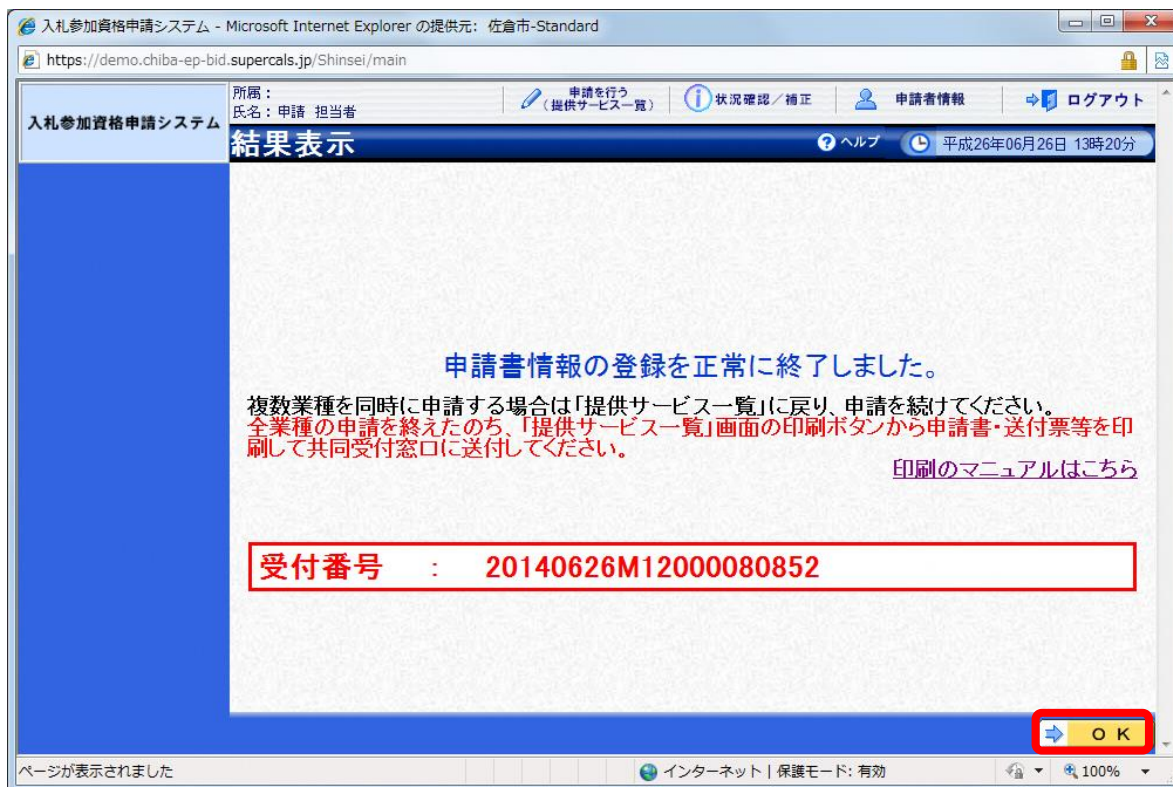 入札参加資格申請システム - Microsoft Internet Explorer の提供元: 佐倉市-Standard
https://demo.chiba-ep-bid.supercals.jp/Shinsei/main
入札参加資格申請システム
所属：
氏名：申請 担当者
申請を行う
（提供サービス一覧）
状況確認／補正
申請者情報
ログアウト
結果表示
ヘルプ
平成26年06月26日 13時20分
申請書情報の登録を正常に終了しました。
複数業種を同時に申請する場合は「提供サービス一覧」に戻り、申請を続けてください。
全業種の申請を終えたのち、「提供サービス一覧」画面の印刷ボタンから申請書・送付票等を印
刷して共同受付窓口に送付してください。
印刷のマニュアルはこちら
受付番号 ： 20140626M12000080852
ＯＫ
ページが表示されました
インターネット | 保護モード: 有効
100%